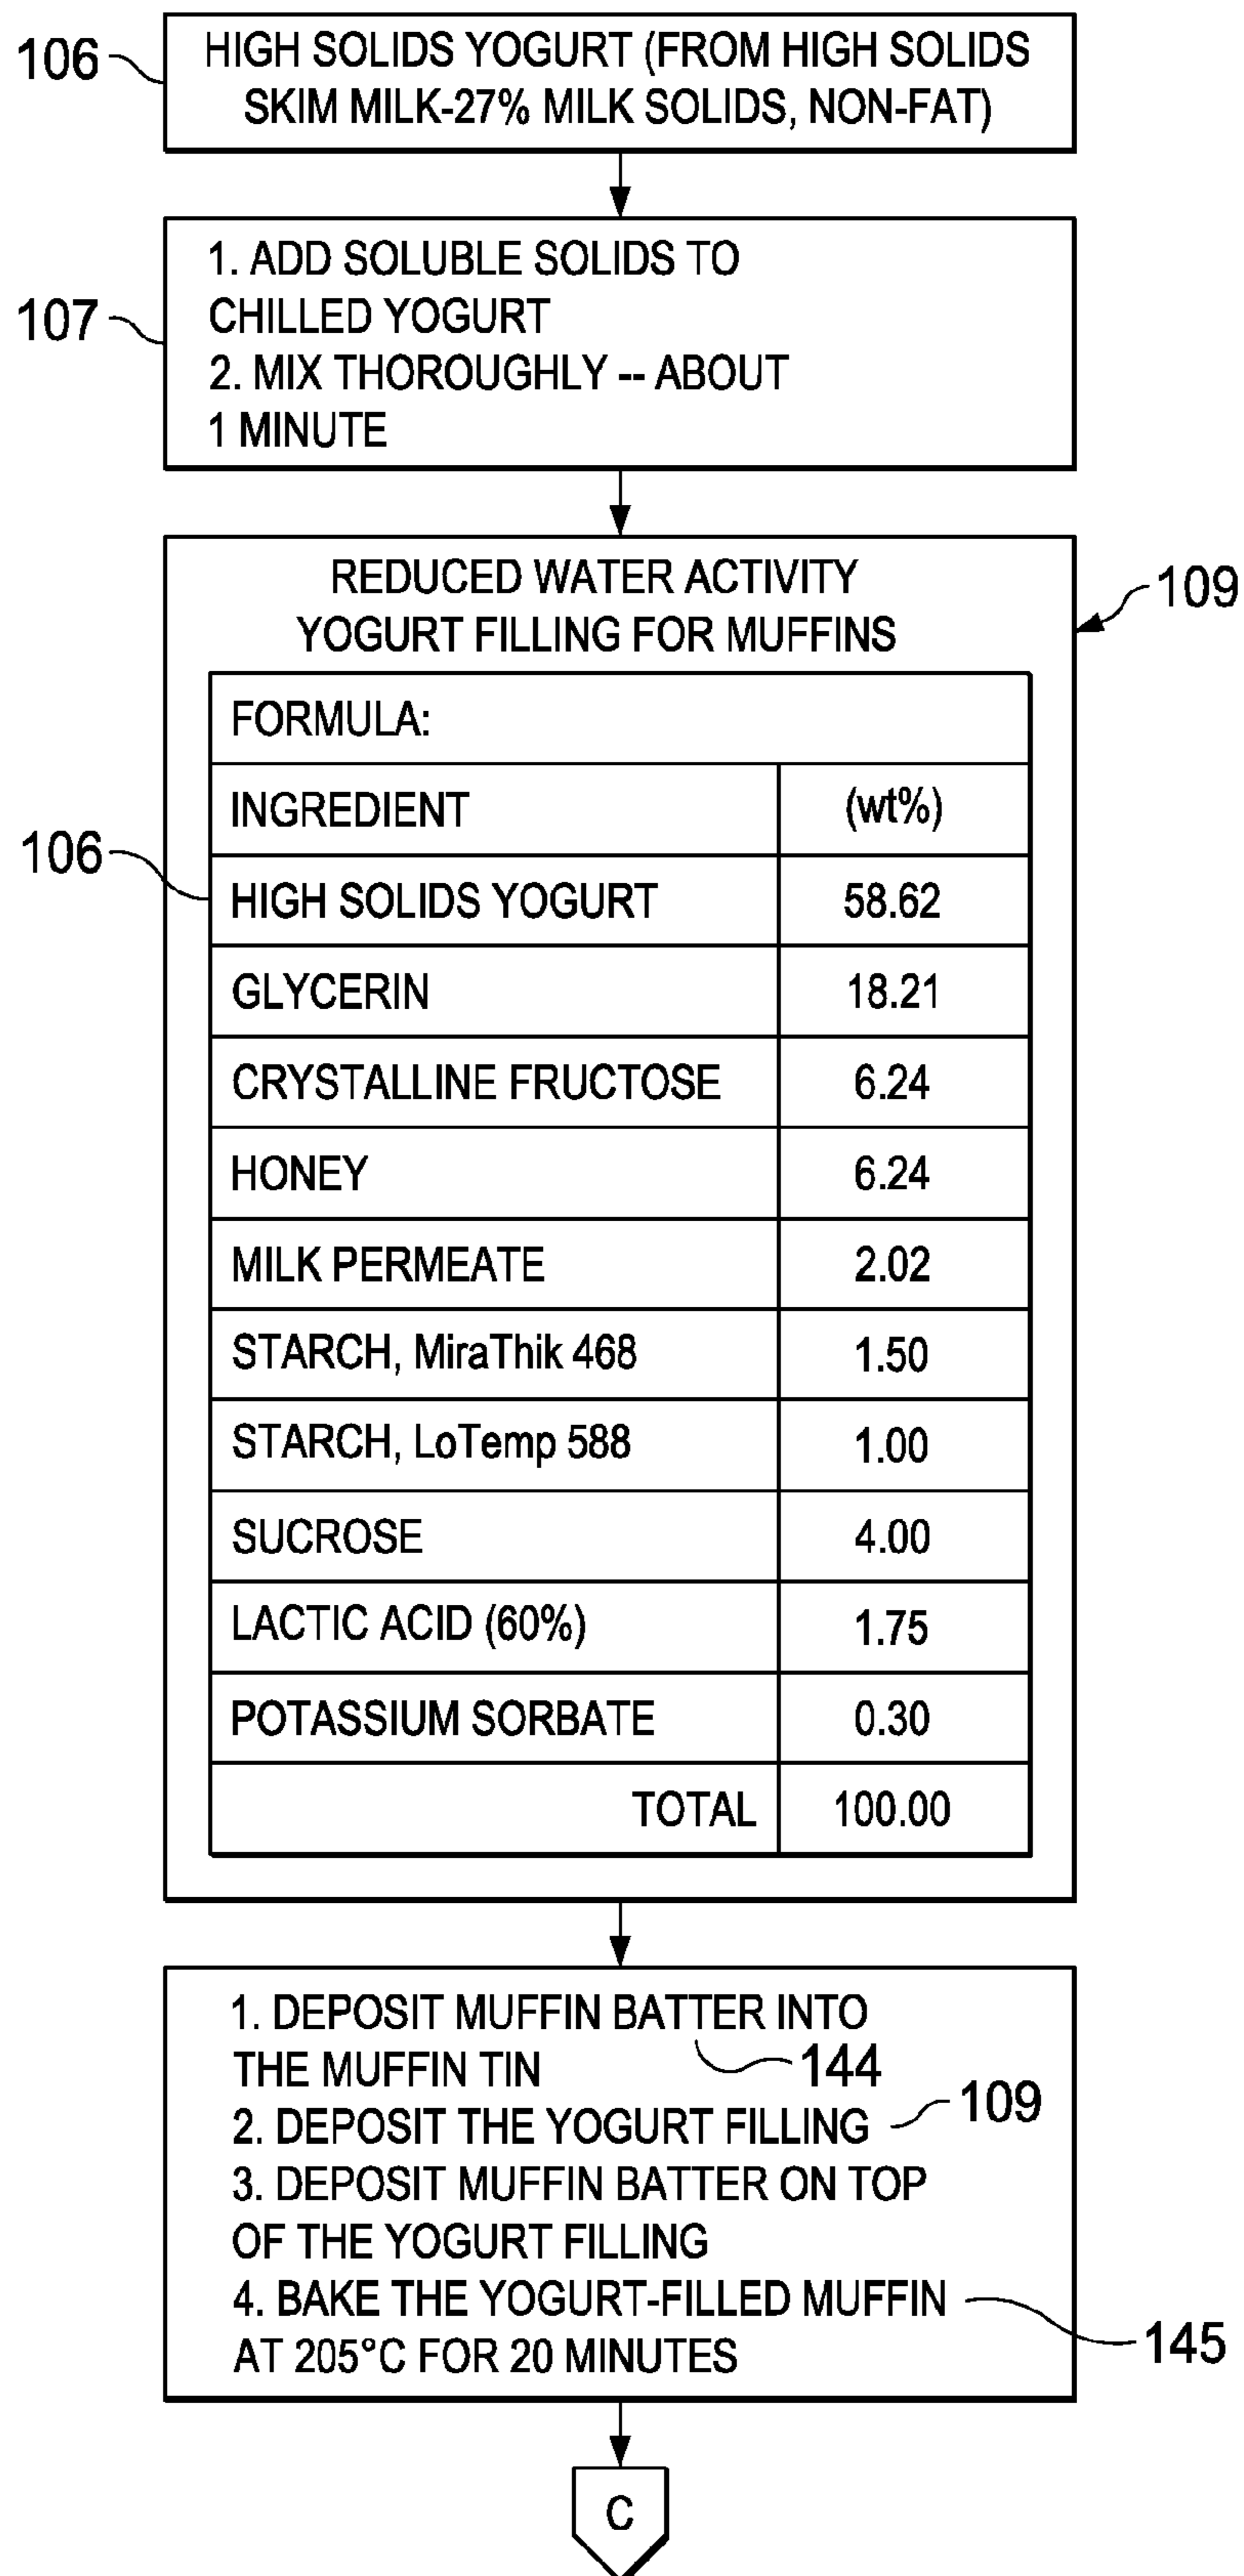 106
HIGH SOLIDS YOGURT (FROM HIGH SOLIDS
SKIM MILK-27% MILK SOLIDS, NON-FAT)
107
1. ADD SOLUBLE SOLIDS TO
CHILLED YOGURT
2. MIX THOROUGHLY -- ABOUT
1 MINUTE
109
REDUCED WATER ACTIVITY
YOGURT FILLING FOR MUFFINS
FORMULA:
INGREDIENT (wt%)
106
HIGH SOLIDS YOGURT 58.62
GLYCERIN 18.21
CRYSTALLINE FRUCTOSE 6.24
HONEY 6.24
MILK PERMEATE 2.02
STARCH, MiraThik 468 1.50
STARCH, LoTemp 588 1.00
SUCROSE 4.00
LACTIC ACID (60%) 1.75
POTASSIUM SORBATE 0.30
TOTAL 100.00
1. DEPOSIT MUFFIN BATTER INTO
THE MUFFIN TIN 144
2. DEPOSIT THE YOGURT FILLING 109
3. DEPOSIT MUFFIN BATTER ON TOP
OF THE YOGURT FILLING
4. BAKE THE YOGURT-FILLED MUFFIN
AT 205°C FOR 20 MINUTES 145
C